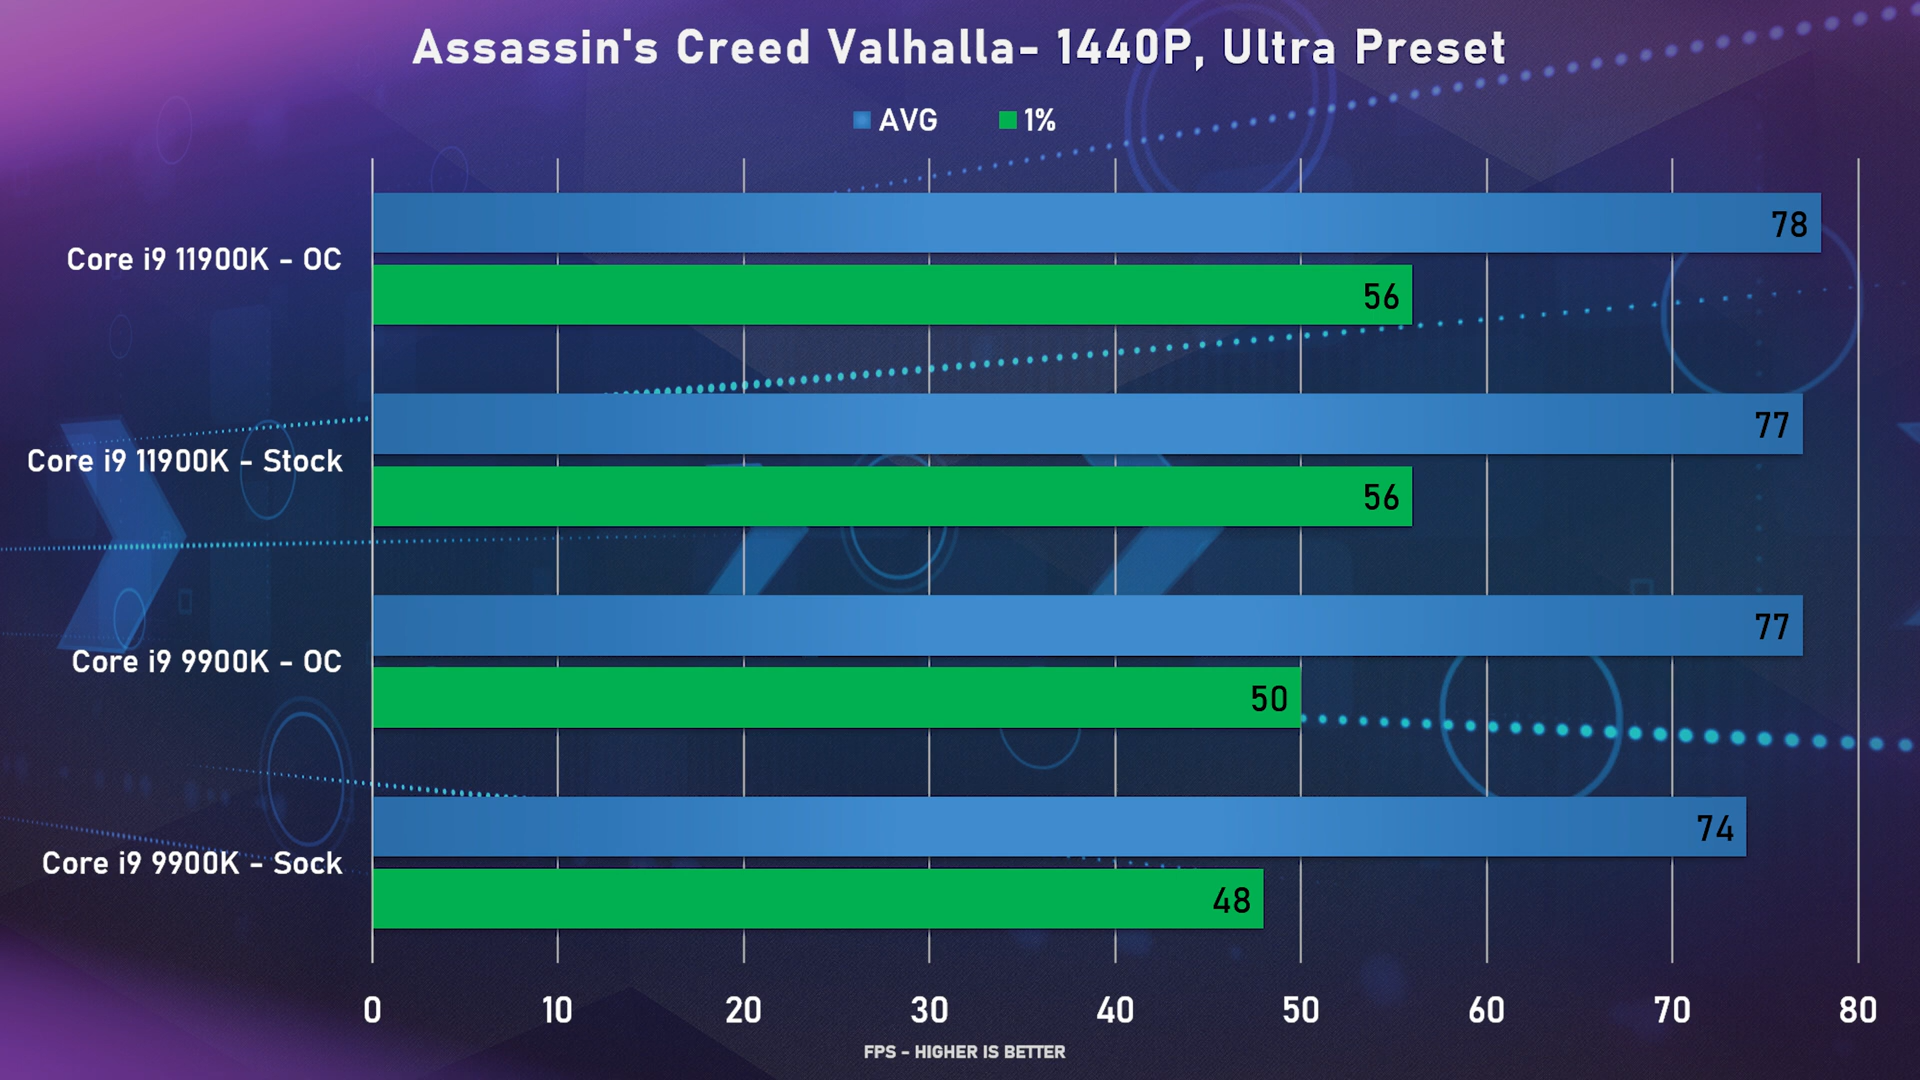 Assassin's Creed Valhalla- 1440P, Ultra Preset
AVG 1%
Core i9 11900K - OC
78
56
Core i9 11900K - Stock
77
56
Core i9 9900K - OC
77
50
Core i9 9900K - Sock
74
48
0 10 20 30 40 50 60 70 80
FPS - HIGHER IS BETTER